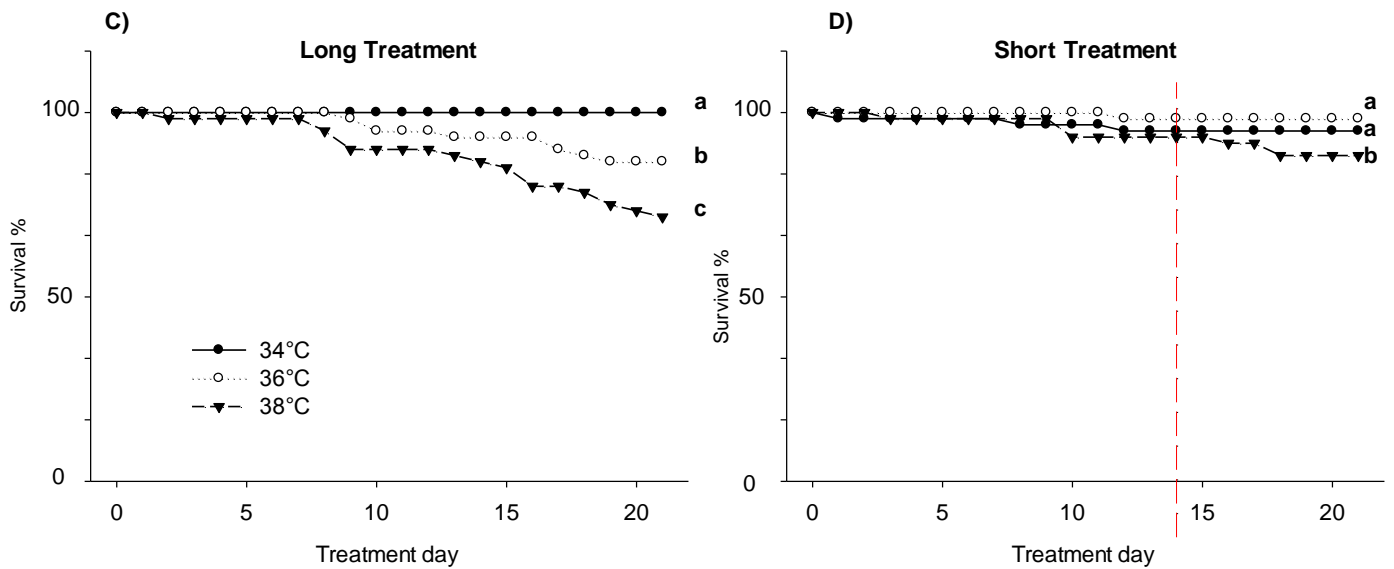 C)
Long Treatment
100
50
0
Survival %
a
b
c
34°C
36°C
38°C
0 5 10 15 20
Treatment day
D)
Short Treatment
100
50
0
Survival %
a
a
b
0 5 10 15 20
Treatment day